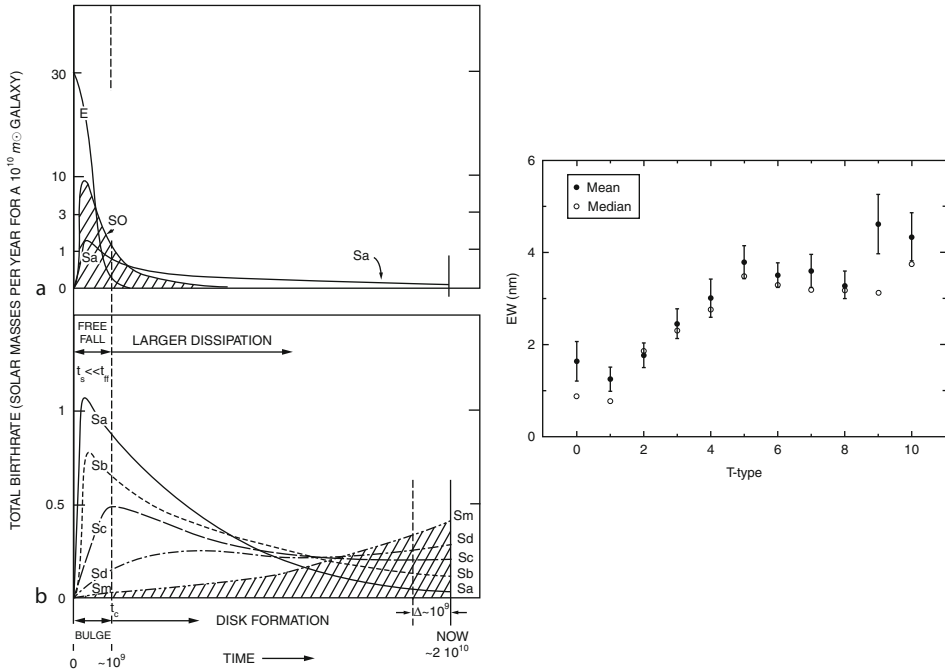 TOTAL BIRTHRATE (SOLAR MASSES PER YEAR FOR A 10^10 m⊙ GALAXY)
30
10
3
1
0
a
E
SO
Sa
Sa
FREE
FALL
LARGER DISSIPATION
t_s<<t_ff
1
0.5
0
b
Sa
Sb
Sc
Sd
Sm
Sm
Sd
Sc
Sb
Sa
t_c
Δ~10^9
BULGE
DISK FORMATION
NOW
~2 10^10
0
~10^9
TIME
6
4
2
0
EW (nm)
Mean
Median
0
2
4
6
8
10
T-type